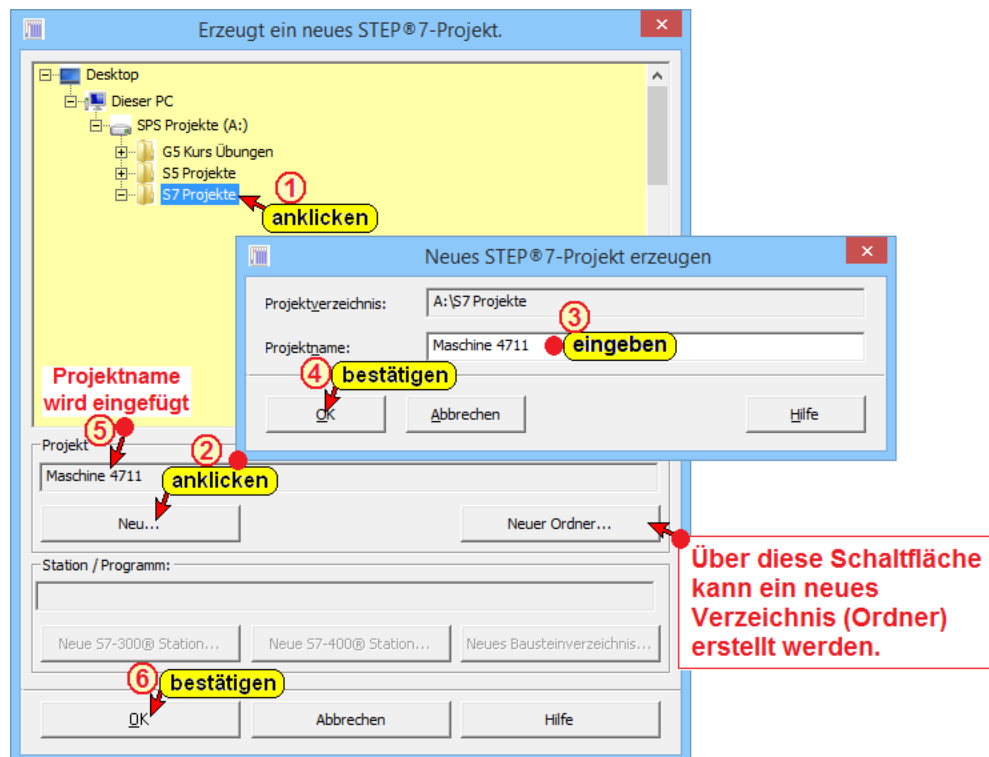 Erzeugt ein neues STEP®7-Projekt.
Desktop
Dieser PC
SPS Projekte (A:)
G5 Kurs Übungen
S5 Projekte
S7 Projekte
1
anklicken
Neues STEP®7-Projekt erzeugen
Projektverzeichnis:
A:\S7 Projekte
3
Projektname:
Maschine 4711
eingeben
4
bestätigen
OK
Abbrechen
Hilfe
Projektname
wird eingefügt
5
Projekt
2
Maschine 4711
anklicken
Neu...
Neuer Ordner...
Über diese Schaltfläche
kann ein neues
Verzeichnis (Ordner)
erstellt werden.
Station / Programm:
Neue S7-300® Station...
Neue S7-400® Station...
Neues Bausteinverzeichnis...
6
bestätigen
OK
Abbrechen
Hilfe